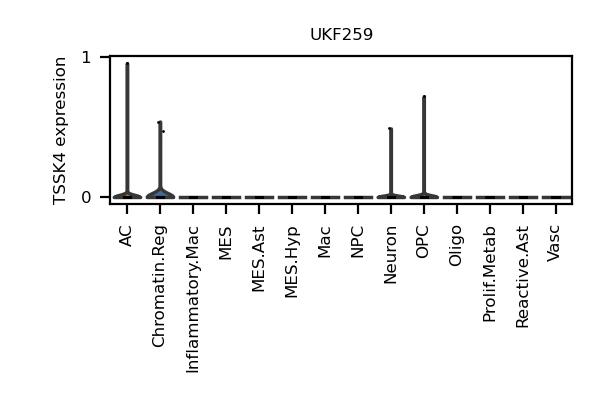 UKF259
TSSK4 expression
1
0
AC
Chromatin.Reg
Inflammatory.Mac
MES
MES.Ast
MES.Hyp
Mac
NPC
Neuron
OPC
Oligo
Prolif.Metab
Reactive.Ast
Vasc